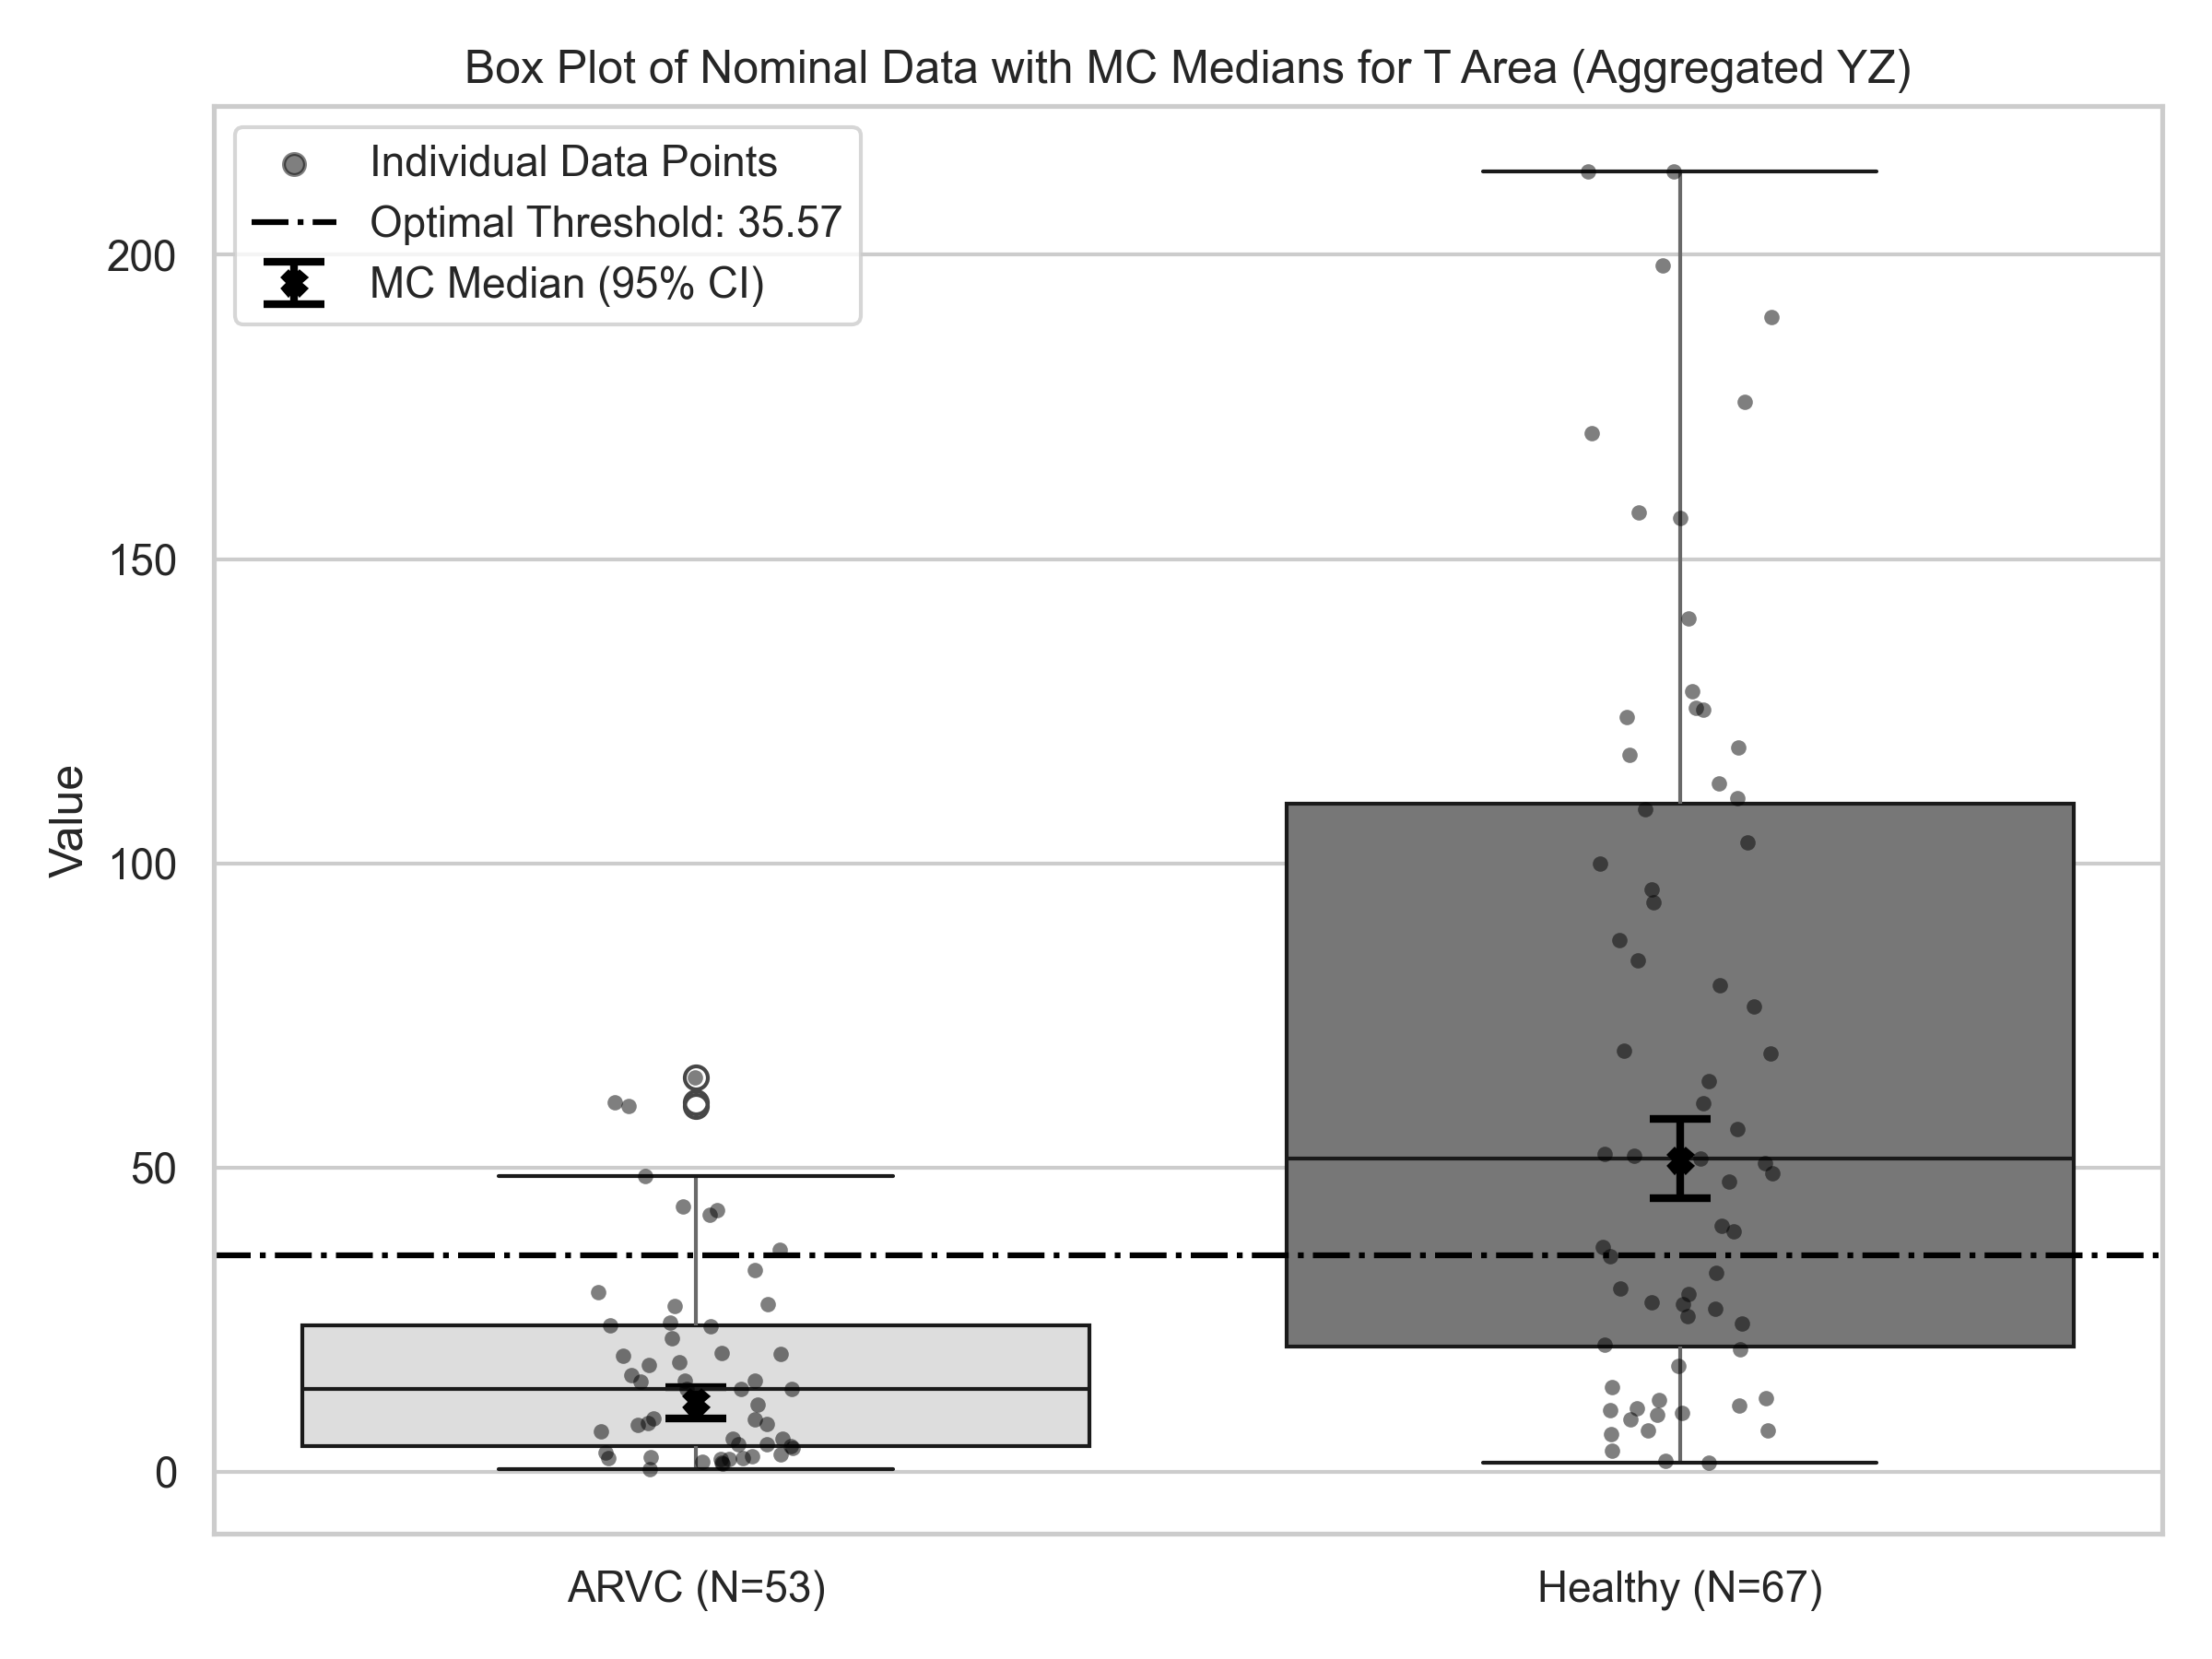 Box Plot of Nominal Data with MC Medians for T Area (Aggregated YZ)
Individual Data Points
Optimal Threshold: 35.57
MC Median (95% CI)
Value
200
150
100
50
0
ARVC (N=53)
Healthy (N=67)